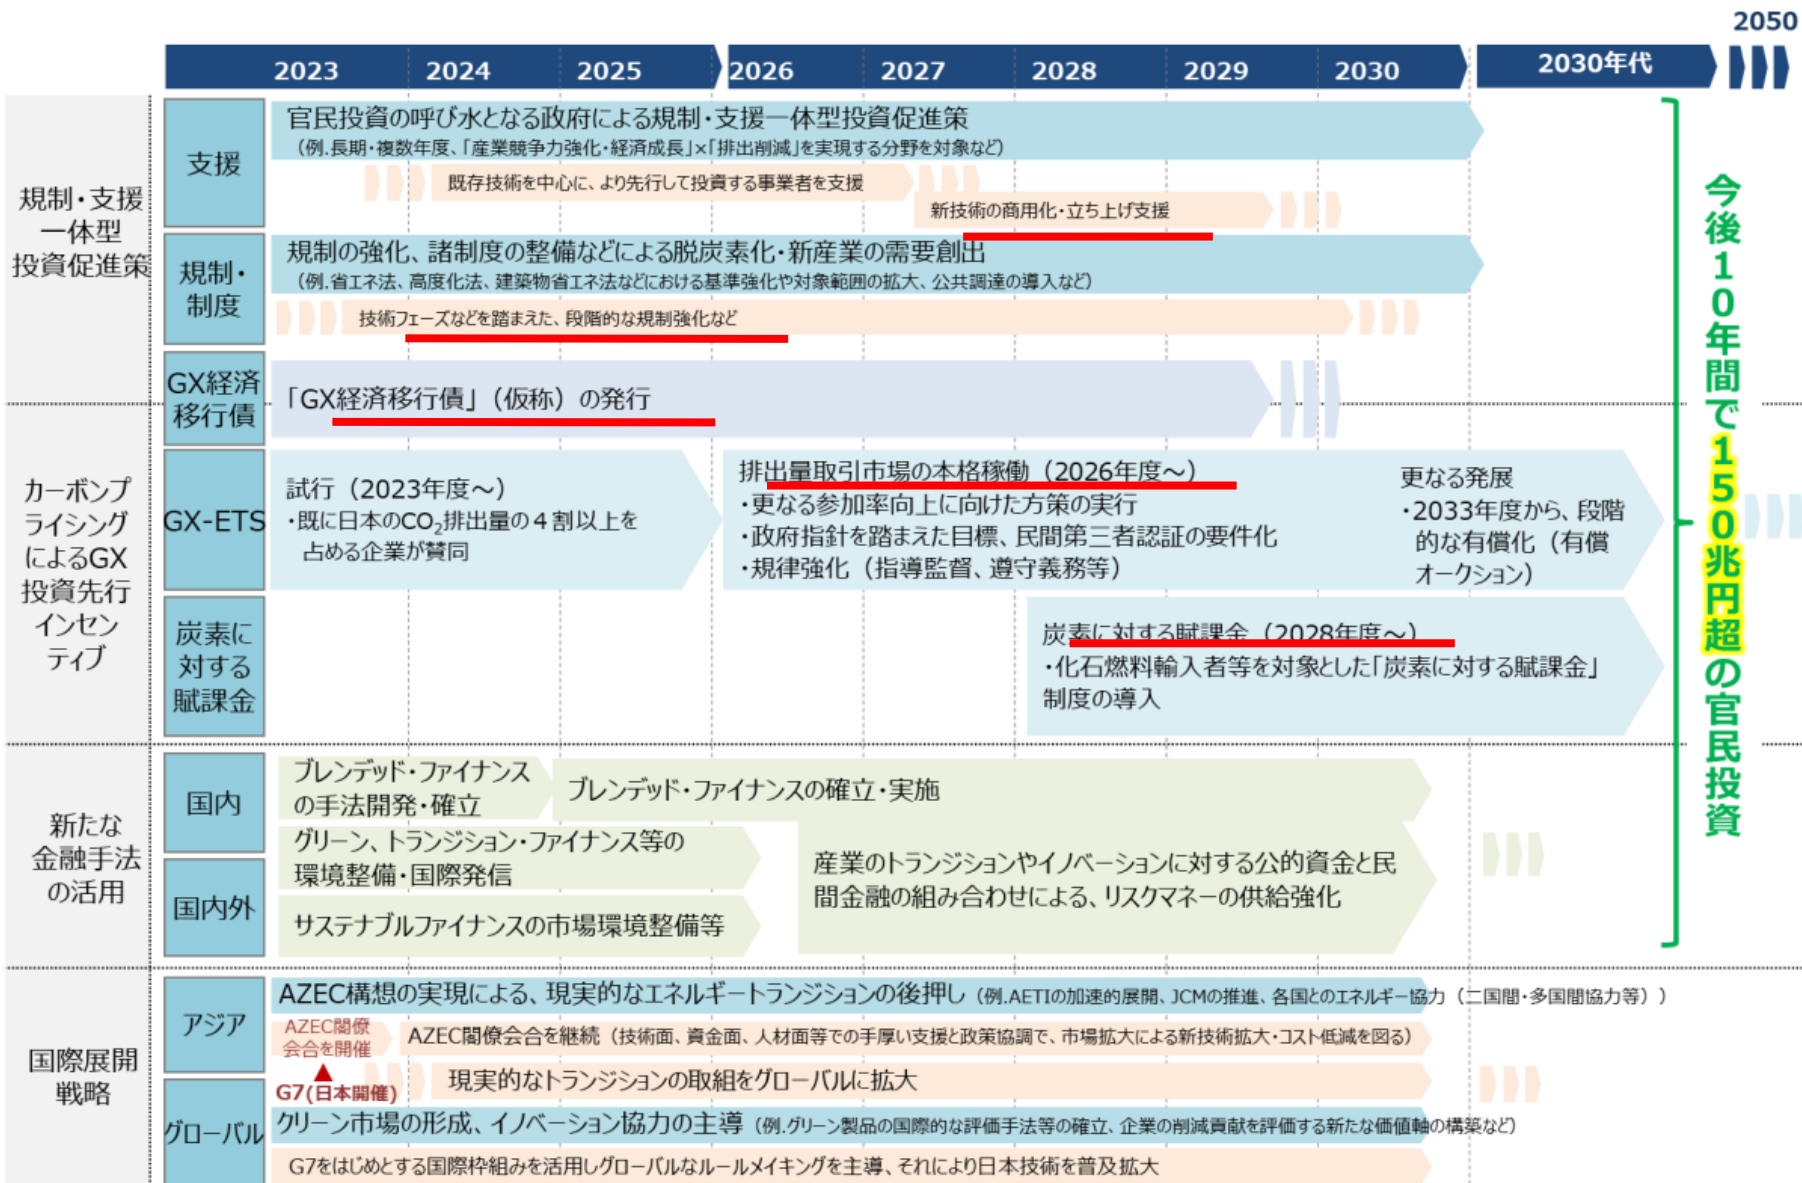 2050
2023
2024
2025
2026
2027
2028
2029
2030
2030年代
規制・支援
一体型
投資促進策
支援
官民投資の呼び水となる政府による規制・支援一体型投資促進策
（例.長期・複数年度、「産業競争力強化・経済成長」×「排出削減」を実現する分野を対象など）
既存技術を中心に、より先行して投資する事業者を支援
新技術の商用化・立ち上げ支援
規制・
制度
規制の強化、諸制度の整備などによる脱炭素化・新産業の需要創出
（例.省エネ法、高度化法、建築物省エネ法などにおける基準強化や対象範囲の拡大、公共調達の導入など）
技術フェーズなどを踏まえた、段階的な規制強化など
GX経済
移行債
「GX経済移行債」（仮称）の発行
カーボンプ
ライシング
によるGX
投資先行
インセン
ティブ
GX-ETS
試行（2023年度～）
・既に日本のCO2排出量の４割以上を
占める企業が賛同
排出量取引市場の本格稼働（2026年度～）
・更なる参加率向上に向けた方策の実行
・政府指針を踏まえた目標、民間第三者認証の要件化
・規律強化（指導監督、遵守義務等）
更なる発展
・2033年度から、段階
的な有償化（有償
オークション）
炭素に
対する
賦課金
炭素に対する賦課金（2028年度～）
・化石燃料輸入者等を対象とした「炭素に対する賦課金」
制度の導入
今後10年間で150兆円超の官民投資
新たな
金融手法
の活用
国内
ブレンデッド・ファイナンス
の手法開発・確立
ブレンデッド・ファイナンスの確立・実施
国内外
グリーン、トランジション・ファイナンス等の
環境整備・国際発信
サステナブルファイナンスの市場環境整備等
産業のトランジションやイノベーションに対する公的資金と民
間金融の組み合わせによる、リスクマネーの供給強化
国際展開
戦略
アジア
AZEC構想の実現による、現実的なエネルギートランジションの後押し（例.AETIの加速的展開、JCMの推進、各国とのエネルギー協力（二国間・多国間協力等））
AZEC閣僚
会合を開催
AZEC閣僚会合を継続（技術面、資金面、人材面等での手厚い支援と政策協調で、市場拡大による新技術拡大・コスト低減を図る）
▲
G7(日本開催)
現実的なトランジションの取組をグローバルに拡大
グローバル
クリーン市場の形成、イノベーション協力の主導（例.グリーン製品の国際的な評価手法等の確立、企業の削減貢献を評価する新たな価値軸の構築など）
G7をはじめとする国際枠組みを活用しグローバルなルールメイキングを主導、それにより日本技術を普及拡大